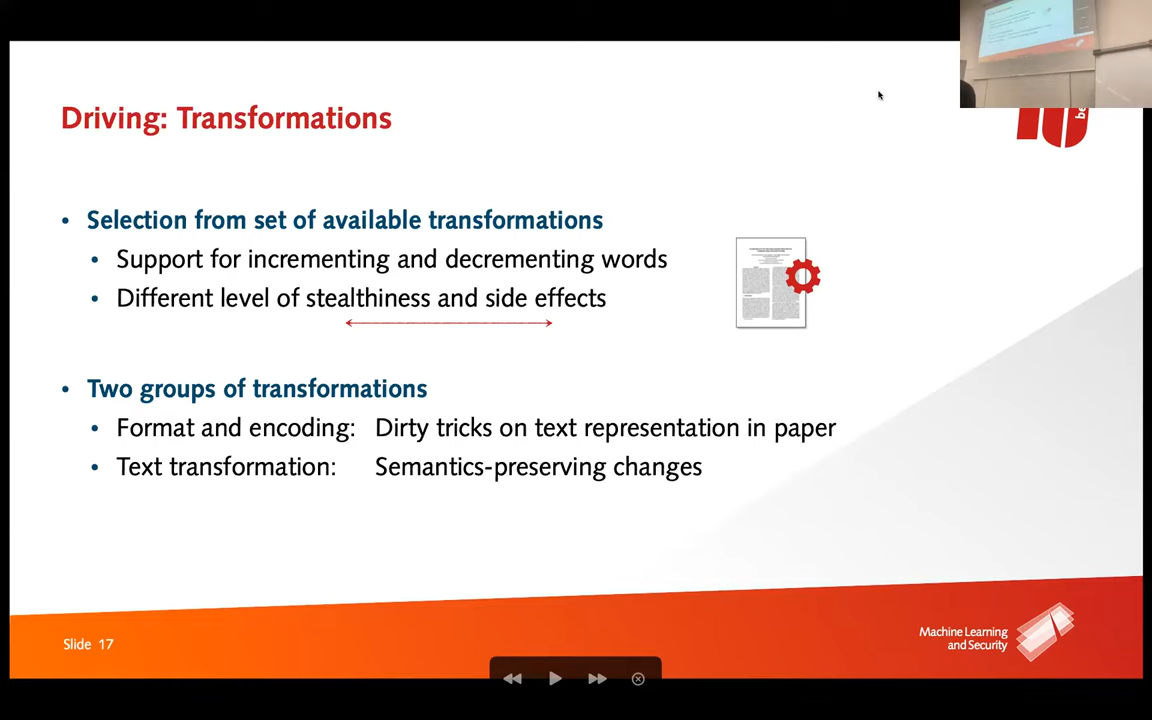 Driving: Transformations
be
• Selection from set of available transformations
• Support for incrementing and decrementing words
• Different level of stealthiness and side effects
• Two groups of transformations
• Format and encoding: Dirty tricks on text representation in paper
• Text transformation: Semantics-preserving changes
Slide 17
Machine Learning
and Security